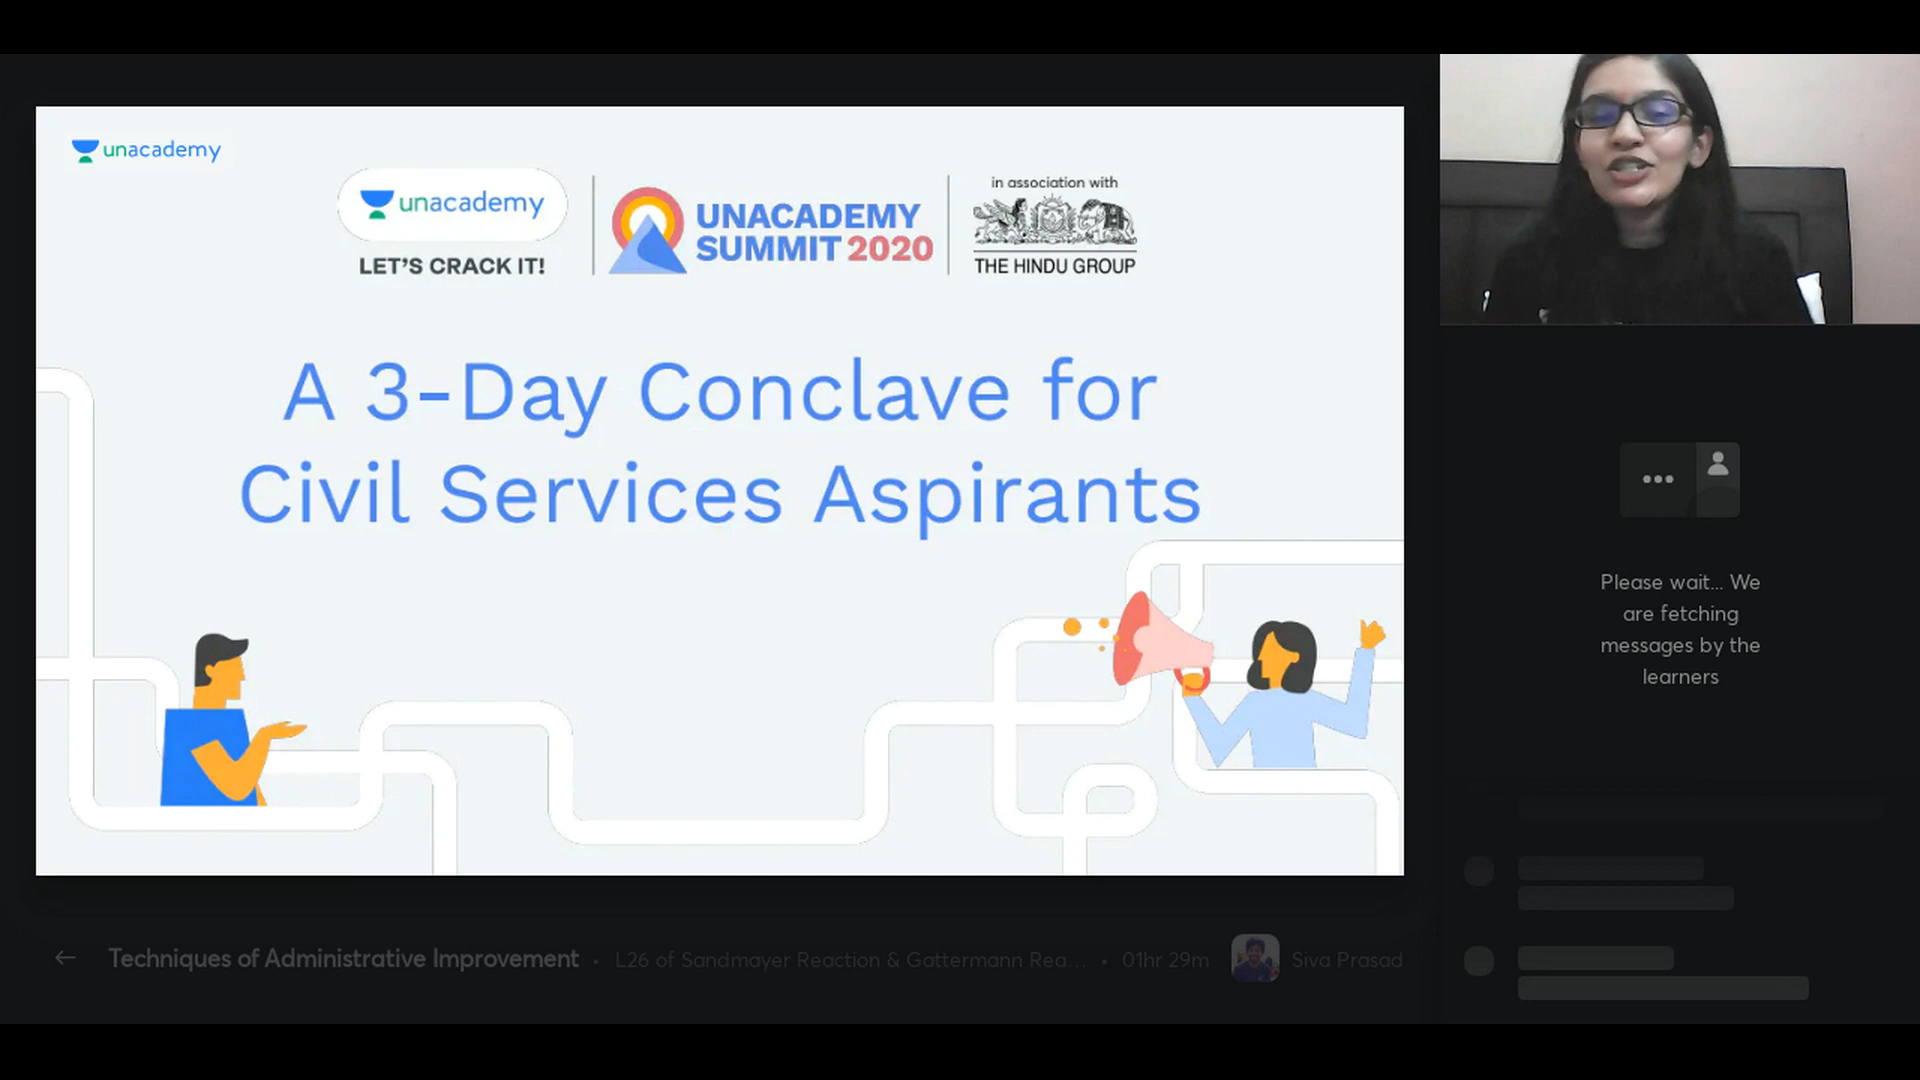 unacademy
unacademy
LET'S CRACK IT!
UNACADEMY
SUMMIT 2020
in association with
THE HINDU GROUP
A 3-Day Conclave for
Civil Services Aspirants
Please wait... We
are fetching
messages by the
learners
Techniques of Administrative Improvement • L26 of Sandmayer Reaction & Gattermann Rea... • 01hr 29m Siva Prasad